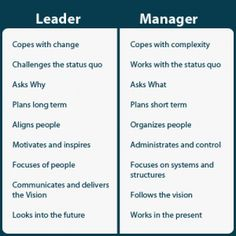 Leader
Manager
Copes with change
Copes with complexity
Challenges the status quo
Works with the status quo
Asks Why
Asks What
Plans long term
Plans short term
Aligns people
Organizes people
Motivates and inspires
Administrates and control
Focuses of people
Focuses on systems and
structures
Communicates and delivers
the Vision
Follows the vision
Looks into the future
Works in the present